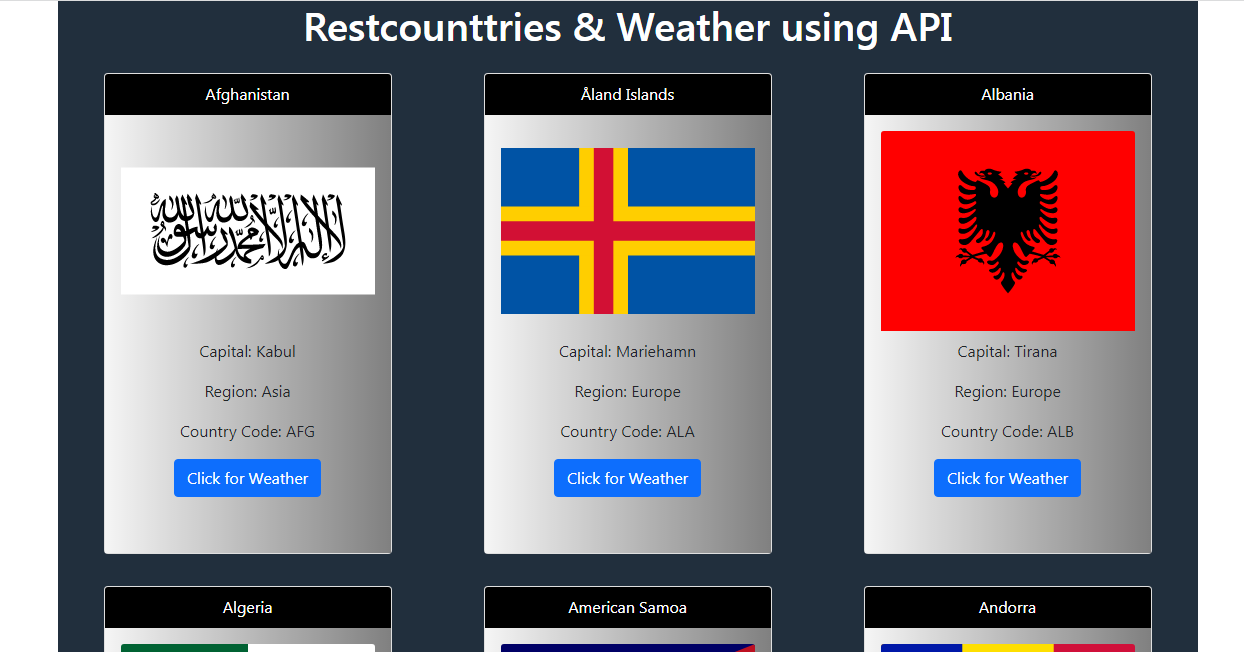 Restcounttries & Weather using API
Afghanistan
Åland Islands
Albania
لا إله إلا الله محمد رسول الله
Capital: Kabul
Capital: Mariehamn
Capital: Tirana
Region: Asia
Region: Europe
Region: Europe
Country Code: AFG
Country Code: ALA
Country Code: ALB
Click for Weather
Click for Weather
Click for Weather
Algeria
American Samoa
Andorra